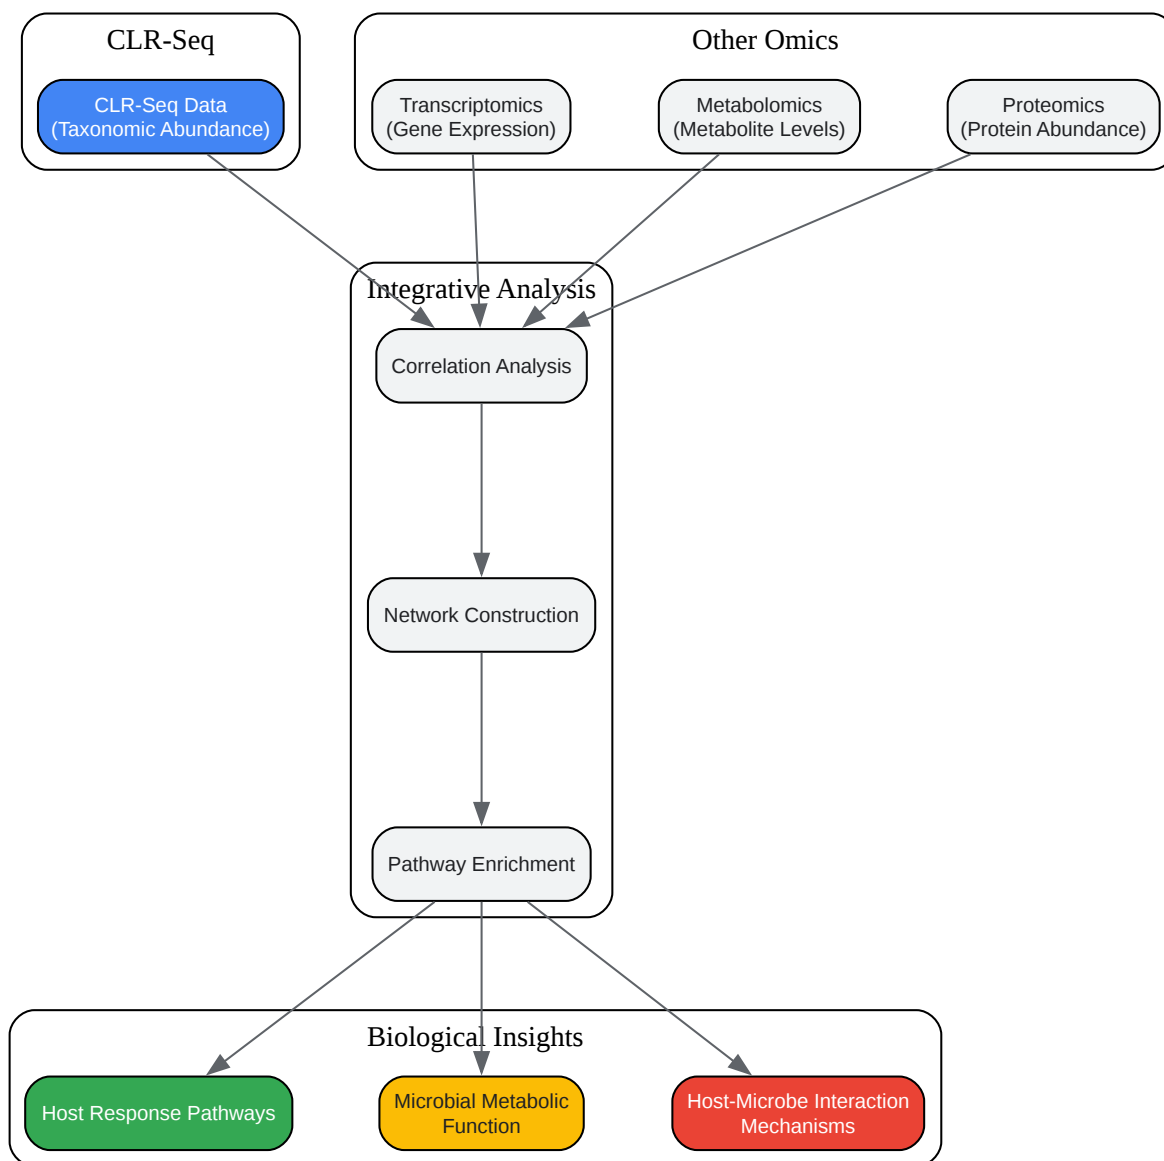 CLR-Seq
CLR-Seq Data
(Taxonomic Abundance)
Other Omics
Transcriptomics
(Gene Expression)
Metabolomics
(Metabolite Levels)
Proteomics
(Protein Abundance)
Integrative Analysis
Correlation Analysis
Network Construction
Pathway Enrichment
Biological Insights
Host Response Pathways
Microbial Metabolic
Function
Host-Microbe Interaction
Mechanisms